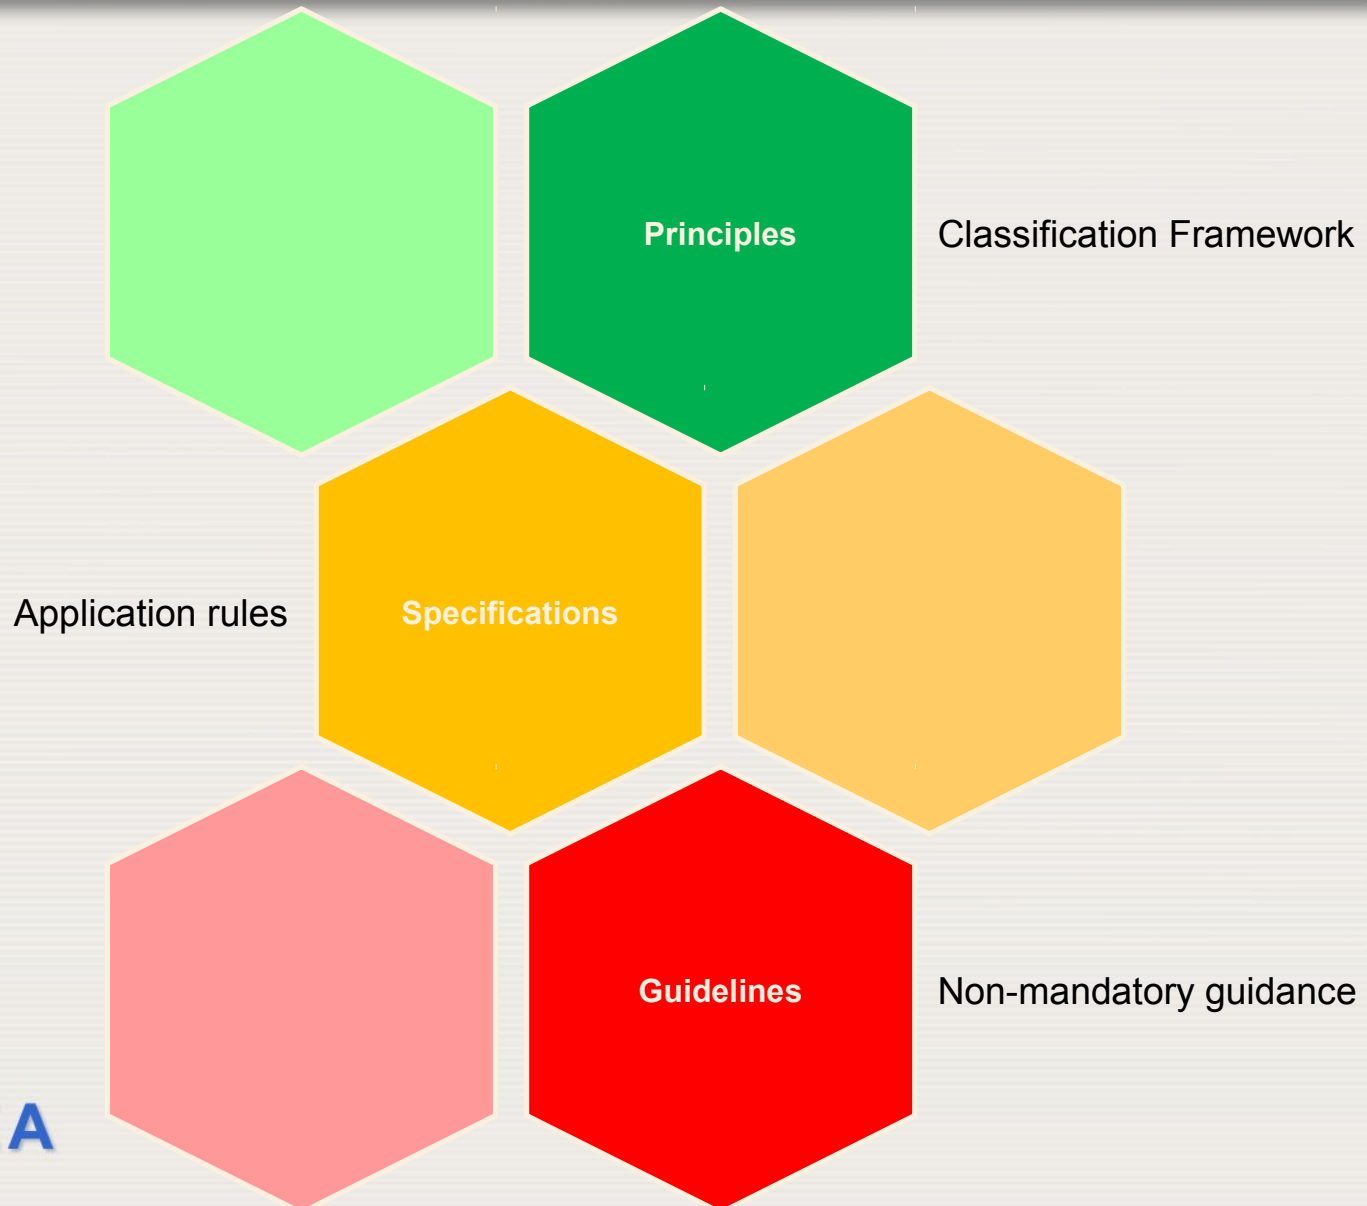 Principles
Classification Framework
Application rules
Specifications
Guidelines
Non-mandatory guidance
A